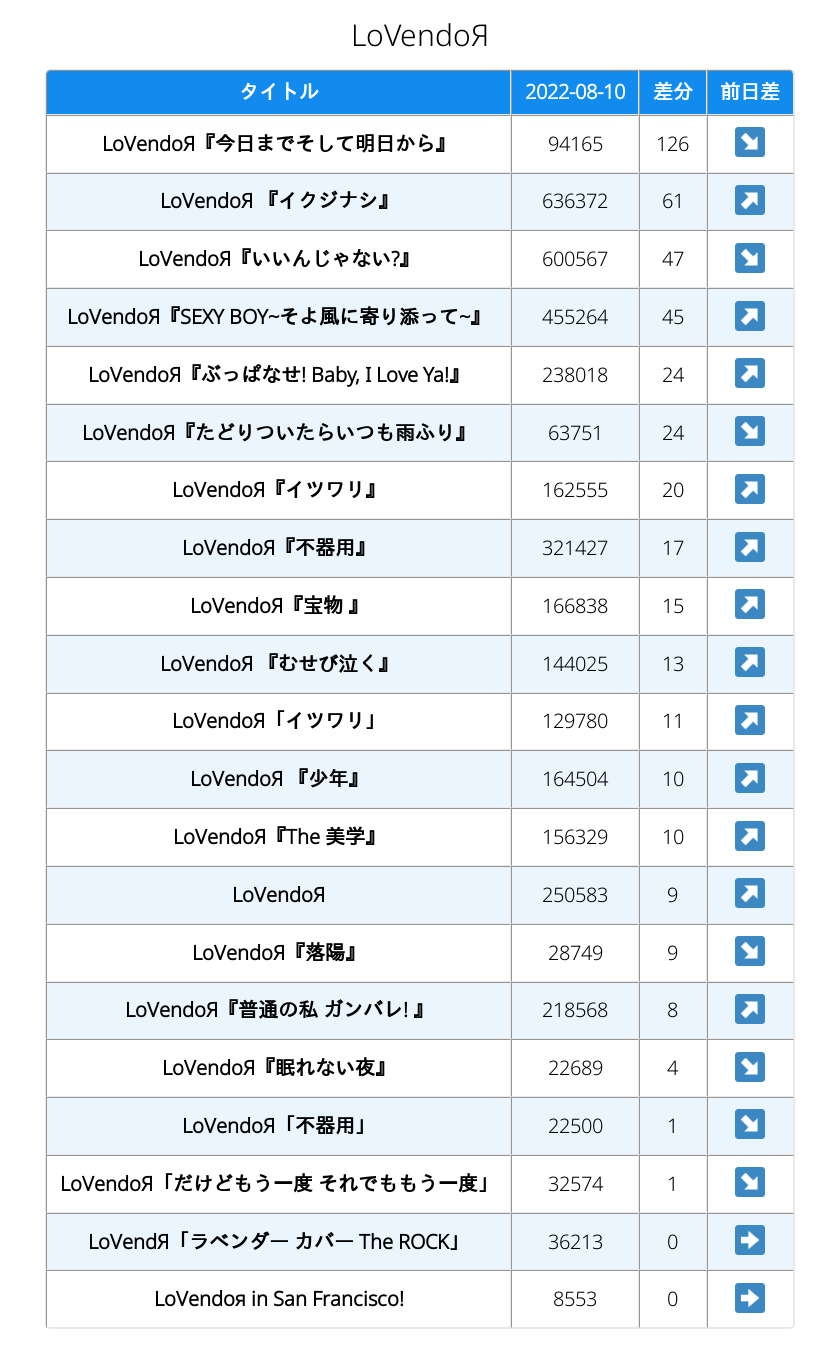 LoVendoЯ
タイトル 2022-08-10 差分 前日差
LoVendoЯ『今日までそして明日から』 94165 126 ↘
LoVendoЯ 『イクジナシ』 636372 61 ↗
LoVendoЯ『いいんじゃない?』 600567 47 ↘
LoVendoЯ『SEXY BOY~そよ風に寄り添って~』 455264 45 ↗
LoVendoЯ『ぶっぱなせ! Baby, I Love Ya!』 238018 24 ↗
LoVendoЯ『たどりついたらいつも雨ふり』 63751 24 ↘
LoVendoЯ『イツワリ』 162555 20 ↗
LoVendoЯ『不器用』 321427 17 ↗
LoVendoЯ『宝物 』 166838 15 ↗
LoVendoЯ 『むせび泣く』 144025 13 ↗
LoVendoЯ「イツワリ」 129780 11 ↗
LoVendoЯ 『少年』 164504 10 ↗
LoVendoЯ『The 美学』 156329 10 ↗
LoVendoЯ 250583 9 ↗
LoVendoЯ『落陽』 28749 9 ↘
LoVendoЯ『普通の私 ガンバレ! 』 218568 8 ↗
LoVendoЯ『眠れない夜』 22689 4 ↘
LoVendoЯ「不器用」 22500 1 ↘
LoVendoЯ「だけどもう一度 それでももう一度」 32574 1 ↘
LoVendЯ「ラベンダー カバー The ROCK」 36213 0 ➡
LoVendoя in San Francisco! 8553 0 ➡